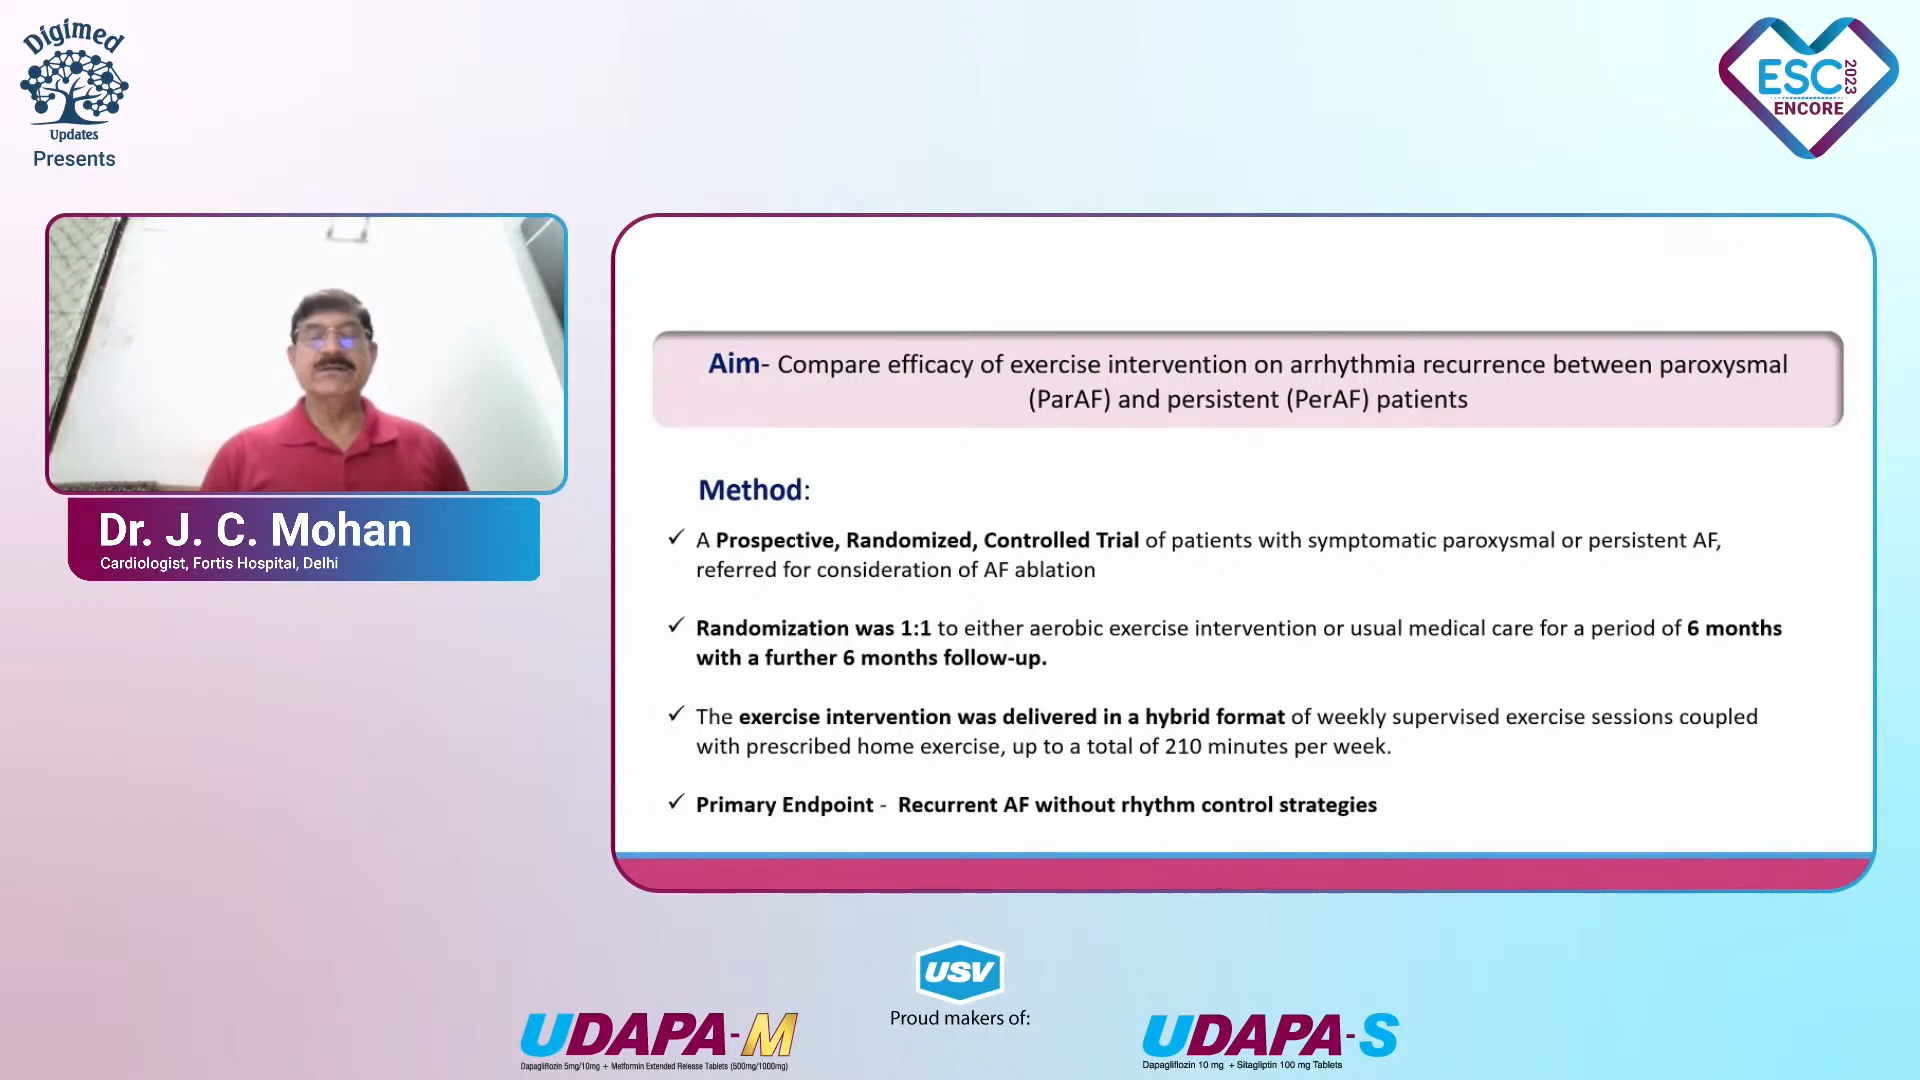 Digimed
Updates
Presents
ESC 2023
ENCORE
Dr. J. C. Mohan
Cardiologist, Fortis Hospital, Delhi
Aim- Compare efficacy of exercise intervention on arrhythmia recurrence between paroxysmal
(ParAF) and persistent (PerAF) patients
Method:
✓ A Prospective, Randomized, Controlled Trial of patients with symptomatic paroxysmal or persistent AF,
referred for consideration of AF ablation
✓ Randomization was 1:1 to either aerobic exercise intervention or usual medical care for a period of 6 months
with a further 6 months follow-up.
✓ The exercise intervention was delivered in a hybrid format of weekly supervised exercise sessions coupled
with prescribed home exercise, up to a total of 210 minutes per week.
✓ Primary Endpoint - Recurrent AF without rhythm control strategies
USV
Proud makers of:
UDAPA-M
Dapagliflozin 5mg/10mg + Metformin Extended Release Tablets (500mg/1000mg)
UDAPA-S
Dapagliflozin 10 mg + Sitagliptin 100 mg Tablets